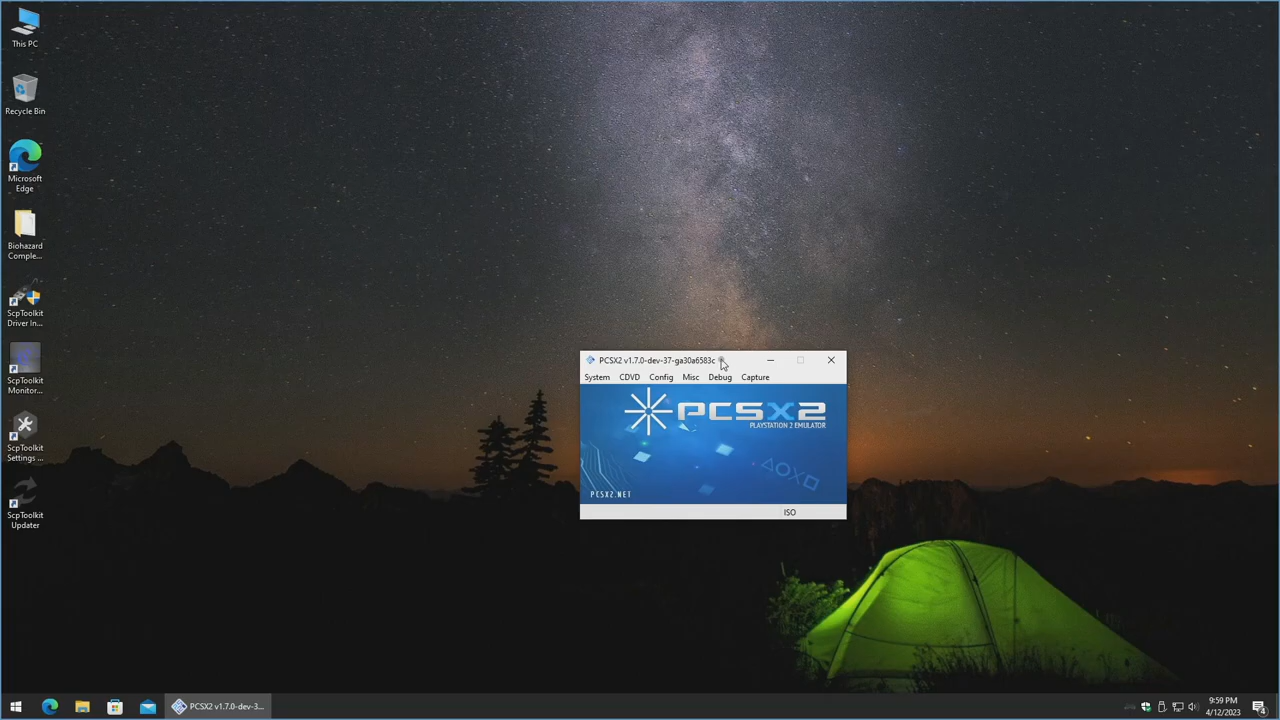 This PC
Recycle Bin
Microsoft
Edge
Biohazard
Comple...
ScpToolkit
Driver In...
ScpToolkit
Monitor...
ScpToolkit
Settings ...
ScpToolkit
Updater
PCSX2 v1.7.0-dev-37-ga30a6583c
System CDVD Config Misc Debug Capture
PCSX2
PLAYSTATION 2 EMULATOR
PCSX2.NET
ISO
PCSX2 v1.7.0-dev-3...
9:59 PM
4/12/2023
4